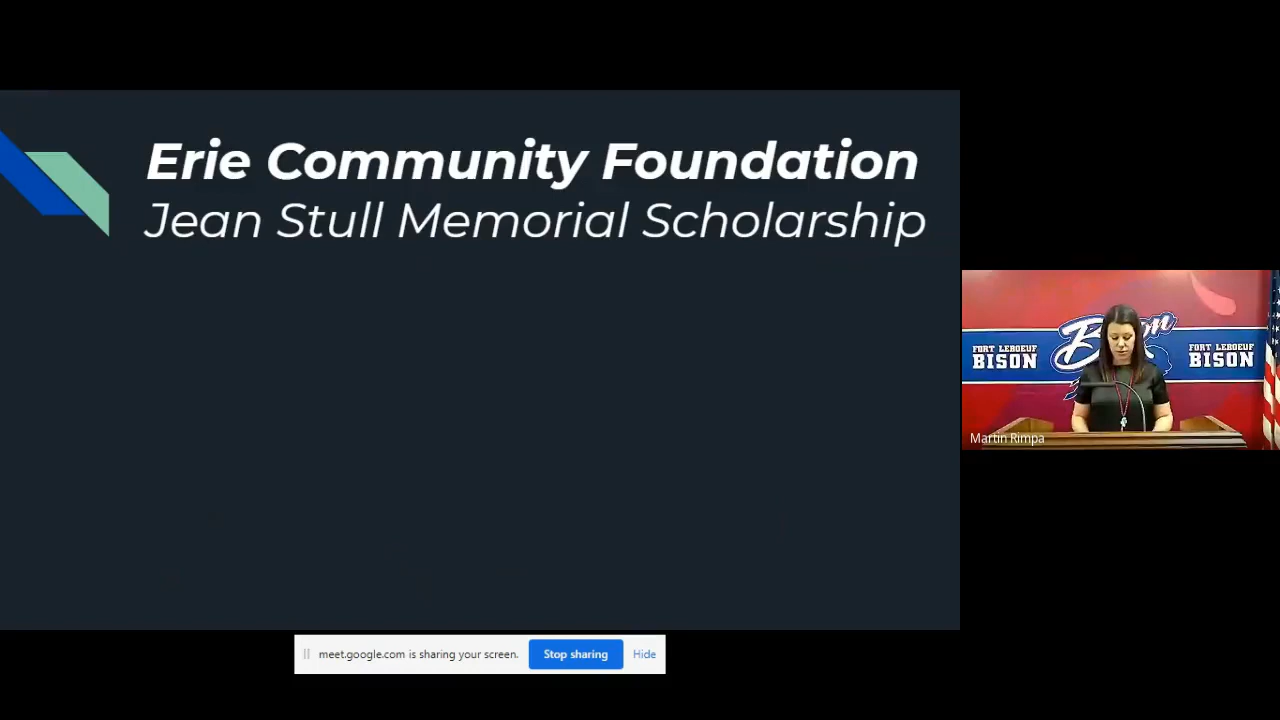 Erie Community Foundation
Jean Stull Memorial Scholarship
Bison
FORT LEBOEUF
BISON
FORT LEBOEUF
BISON
Martin Rimpa
meet.google.com is sharing your screen.
Stop sharing
Hide